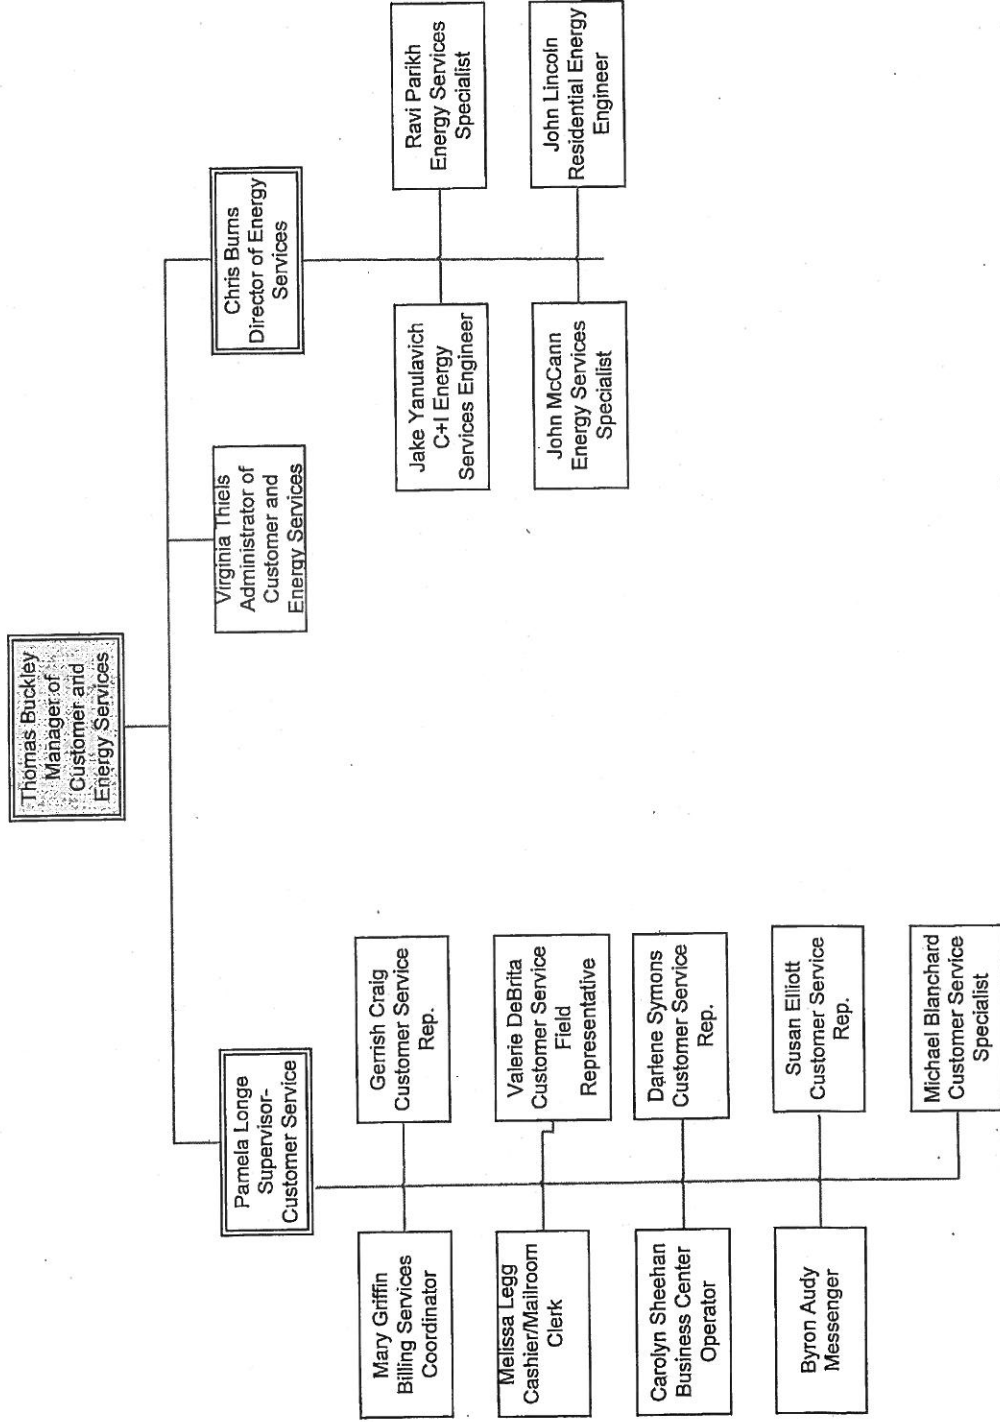 Thomas Buckley
Manager of
Customer and
Energy Services
Pamela Longe
Supervisor-
Customer Service
Virginia Thiels
Administrator of
Customer and
Energy Services
Chris Burns
Director of Energy
Services
Mary Griffin
Billing Services
Coordinator
Gerrish Craig
Customer Service
Rep.
Melissa Legg
Cashier/Mailroom
Clerk
Valerie DeBrita
Customer Service
Field
Representative
Carolyn Sheehan
Business Center
Operator
Darlene Symons
Customer Service
Rep.
Byron Audy
Messenger
Susan Elliott
Customer Service
Rep.
Michael Blanchard
Customer Service
Specialist
Jake Yanulavich
C+I Energy
Services Engineer
Ravi Parikh
Energy Services
Specialist
John McCann
Energy Services
Specialist
John Lincoln
Residential Energy
Engineer